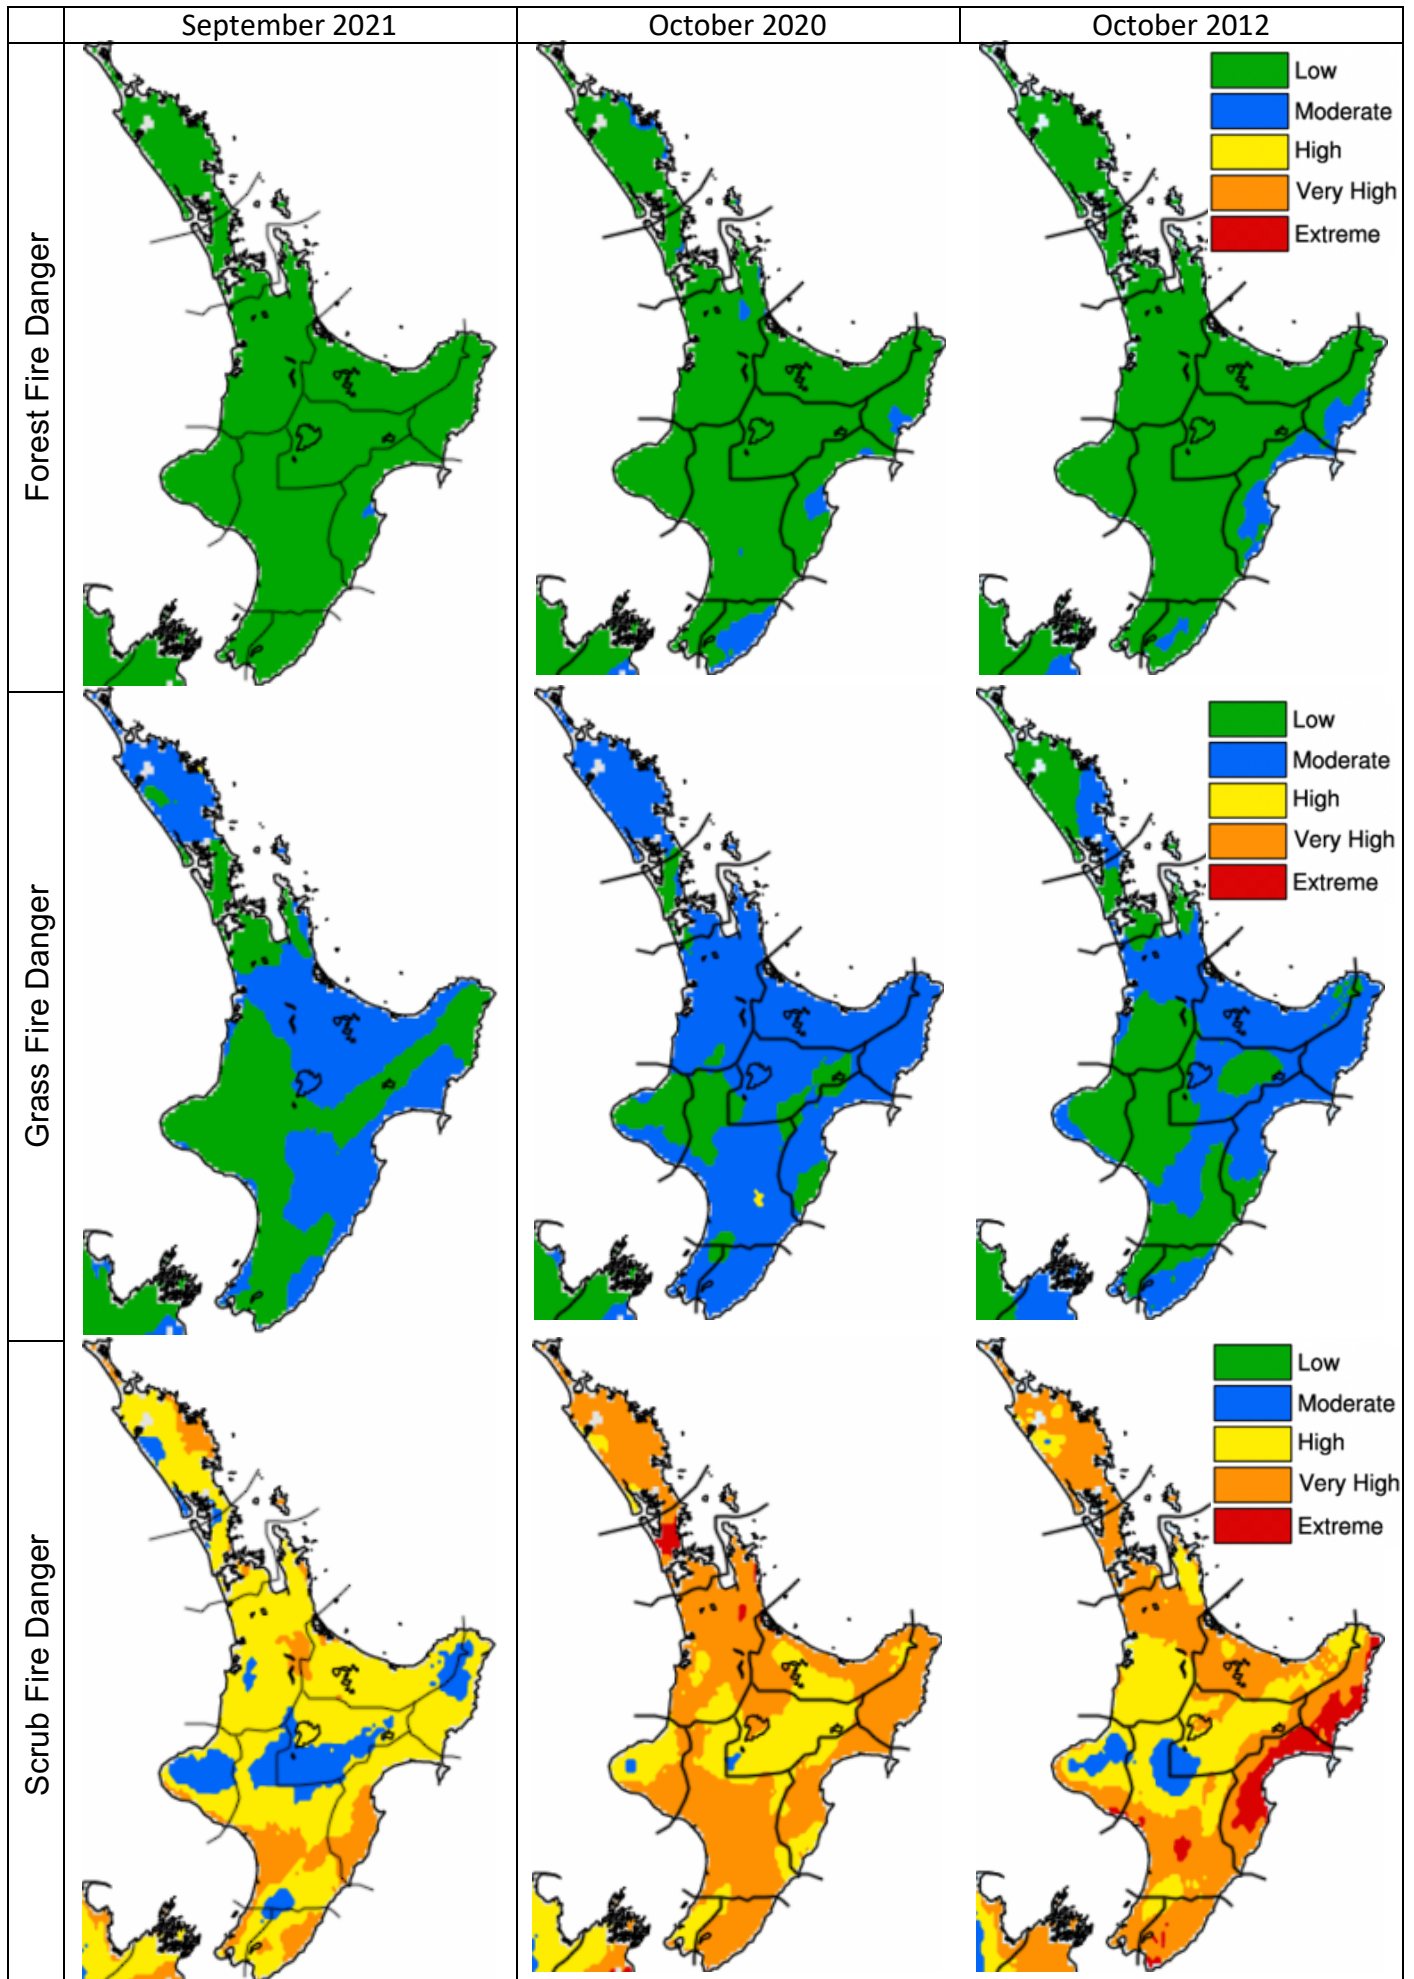 September 2021
October 2020
October 2012
Forest Fire Danger
Low
Moderate
High
Very High
Extreme
Grass Fire Danger
Low
Moderate
High
Very High
Extreme
Scrub Fire Danger
Low
Moderate
High
Very High
Extreme